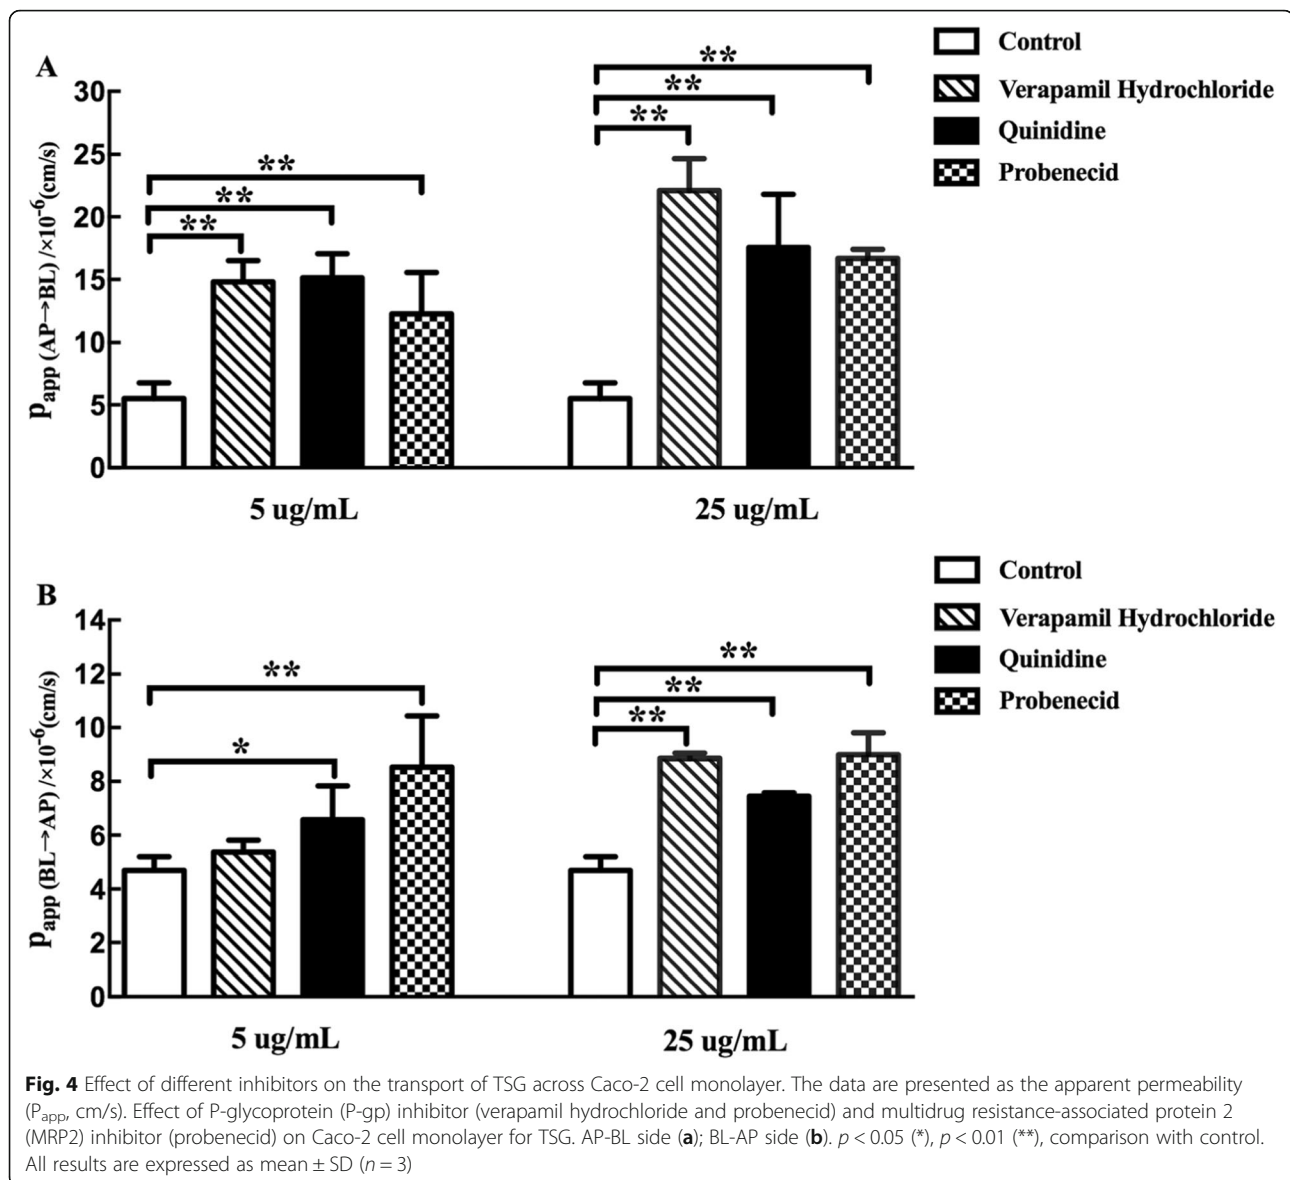 A
Control
Verapamil Hydrochloride
Quinidine
Probenecid
p_app (AP→BL) /×10⁻⁶(cm/s)
30
25
20
15
10
5
0
**
**
**
**
**
**
5 ug/mL
25 ug/mL
B
Control
Verapamil Hydrochloride
Quinidine
Probenecid
p_app (BL→AP) /×10⁻⁶(cm/s)
14
12
10
8
6
4
2
0
**
*
**
**
**
5 ug/mL
25 ug/mL
Fig. 4 Effect of different inhibitors on the transport of TSG across Caco-2 cell monolayer. The data are presented as the apparent permeability
(P_app, cm/s). Effect of P-glycoprotein (P-gp) inhibitor (verapamil hydrochloride and probenecid) and multidrug resistance-associated protein 2
(MRP2) inhibitor (probenecid) on Caco-2 cell monolayer for TSG. AP-BL side (a); BL-AP side (b). p < 0.05 (*), p < 0.01 (**), comparison with control.
All results are expressed as mean ± SD (n = 3)